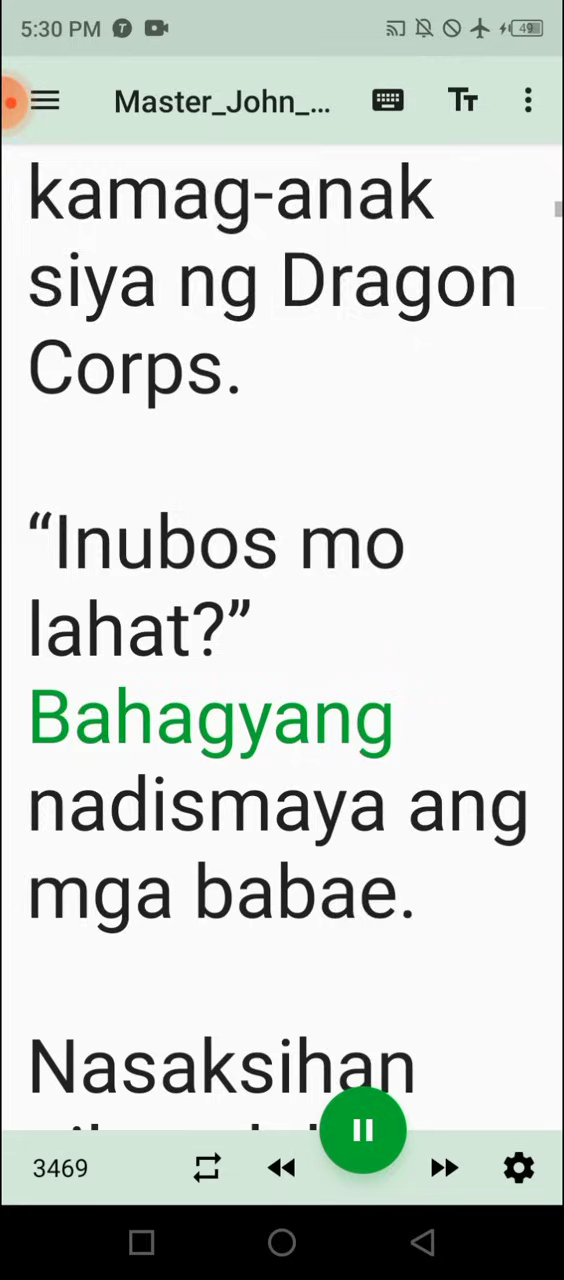 5:30 PM
49
Master_John_...
kamag-anak
siya ng Dragon
Corps.
“Inubos mo
lahat?”
Bahagyang
nadismaya ang
mga babae.
Nasaksihan
3469